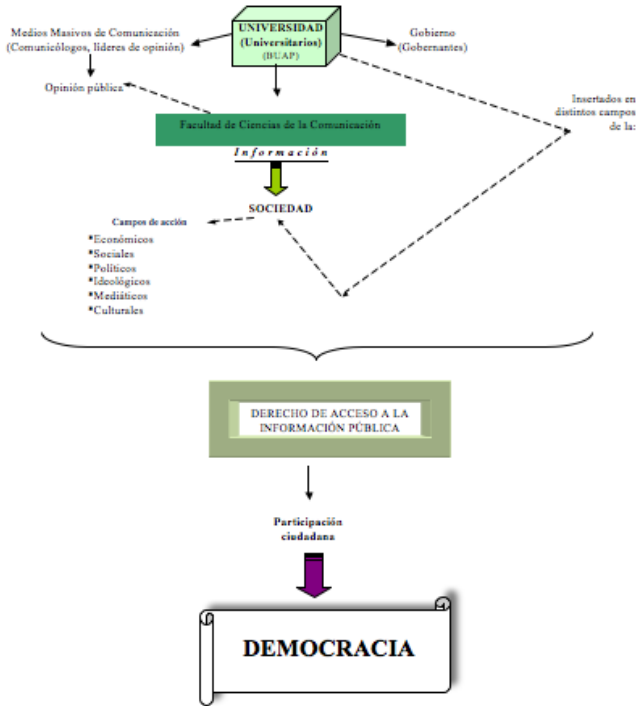 UNIVERSIDAD
(Universitarios)
(BUAP)
Medios Masivos de Comunicación
(Comunicólogos, líderes de opinión)
Gobierno
(Gobernantes)
Opinión pública
Insertados en
distintos campos
de la:
Facultad de Ciencias de la Comunicación
Información
SOCIEDAD
Campos de acción
*Económicos
*Sociales
*Políticos
*Ideológicos
*Mediáticos
*Culturales
DERECHO DE ACCESO A LA
INFORMACIÓN PÚBLICA
Participación
ciudadana
DEMOCRACIA